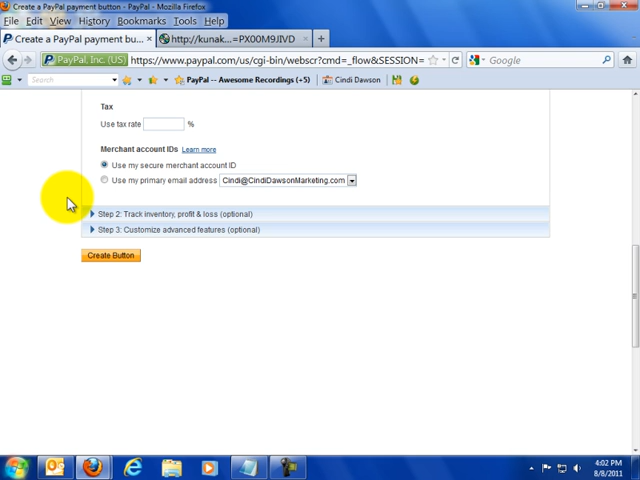 Create a PayPal payment button - PayPal - Mozilla Firefox
File Edit View History Bookmarks Tools Help
Create a PayPal payment bu... × http://kunak...=PX00M9JIVD × +
PayPal, Inc. (US) https://www.paypal.com/us/cgi-bin/webscr?cmd=_flow&SESSION= Google
Search PayPal -- Awesome Recordings (+5) Cindi Dawson
Tax
Use tax rate %
Merchant account IDs Learn more
Use my secure merchant account ID
Use my primary email address Cindi@CindiDawsonMarketing.com
Step 2: Track inventory, profit & loss (optional)
Step 3: Customize advanced features (optional)
Create Button
4:02 PM
8/8/2011